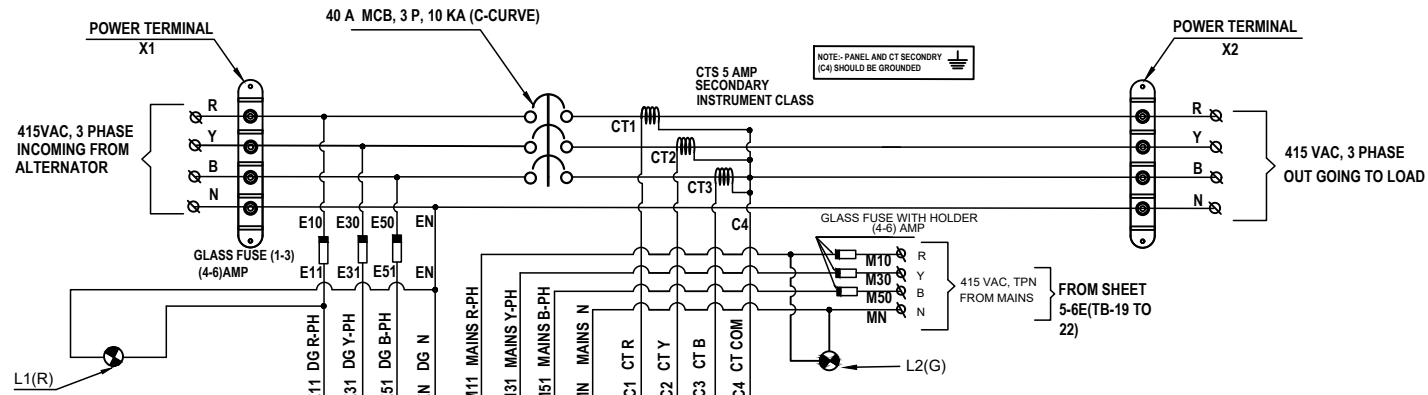 40 A MCB, 3 P, 10 KA (C-CURVE)
POWER TERMINAL
X1
POWER TERMINAL
X2
NOTE:- PANEL AND CT SECONDRY
(C4) SHOULD BE GROUNDED
CTS 5 AMP
SECONDARY
INSTRUMENT CLASS
R
Y
B
N
415VAC, 3 PHASE
INCOMING FROM
ALTERNATOR
CT1
CT2
CT3
C4
R
Y
B
N
415 VAC, 3 PHASE
OUT GOING TO LOAD
E10
E30
E50
EN
GLASS FUSE (1-3)
(4-6)AMP
E11
E31
E51
EN
GLASS FUSE WITH HOLDER
(4-6) AMP
M10
M30
M50
MN
R
Y
B
N
415 VAC, TPN
FROM MAINS
FROM SHEET
5-6E(TB-19 TO
22)
L1(R)
L2(G)
DG R-PH
DG Y-PH
DG B-PH
DG N
MAINS R-PH
MAINS Y-PH
MAINS B-PH
MAINS N
C1 CT R
C2 CT Y
C3 CT B
C4 CT COM